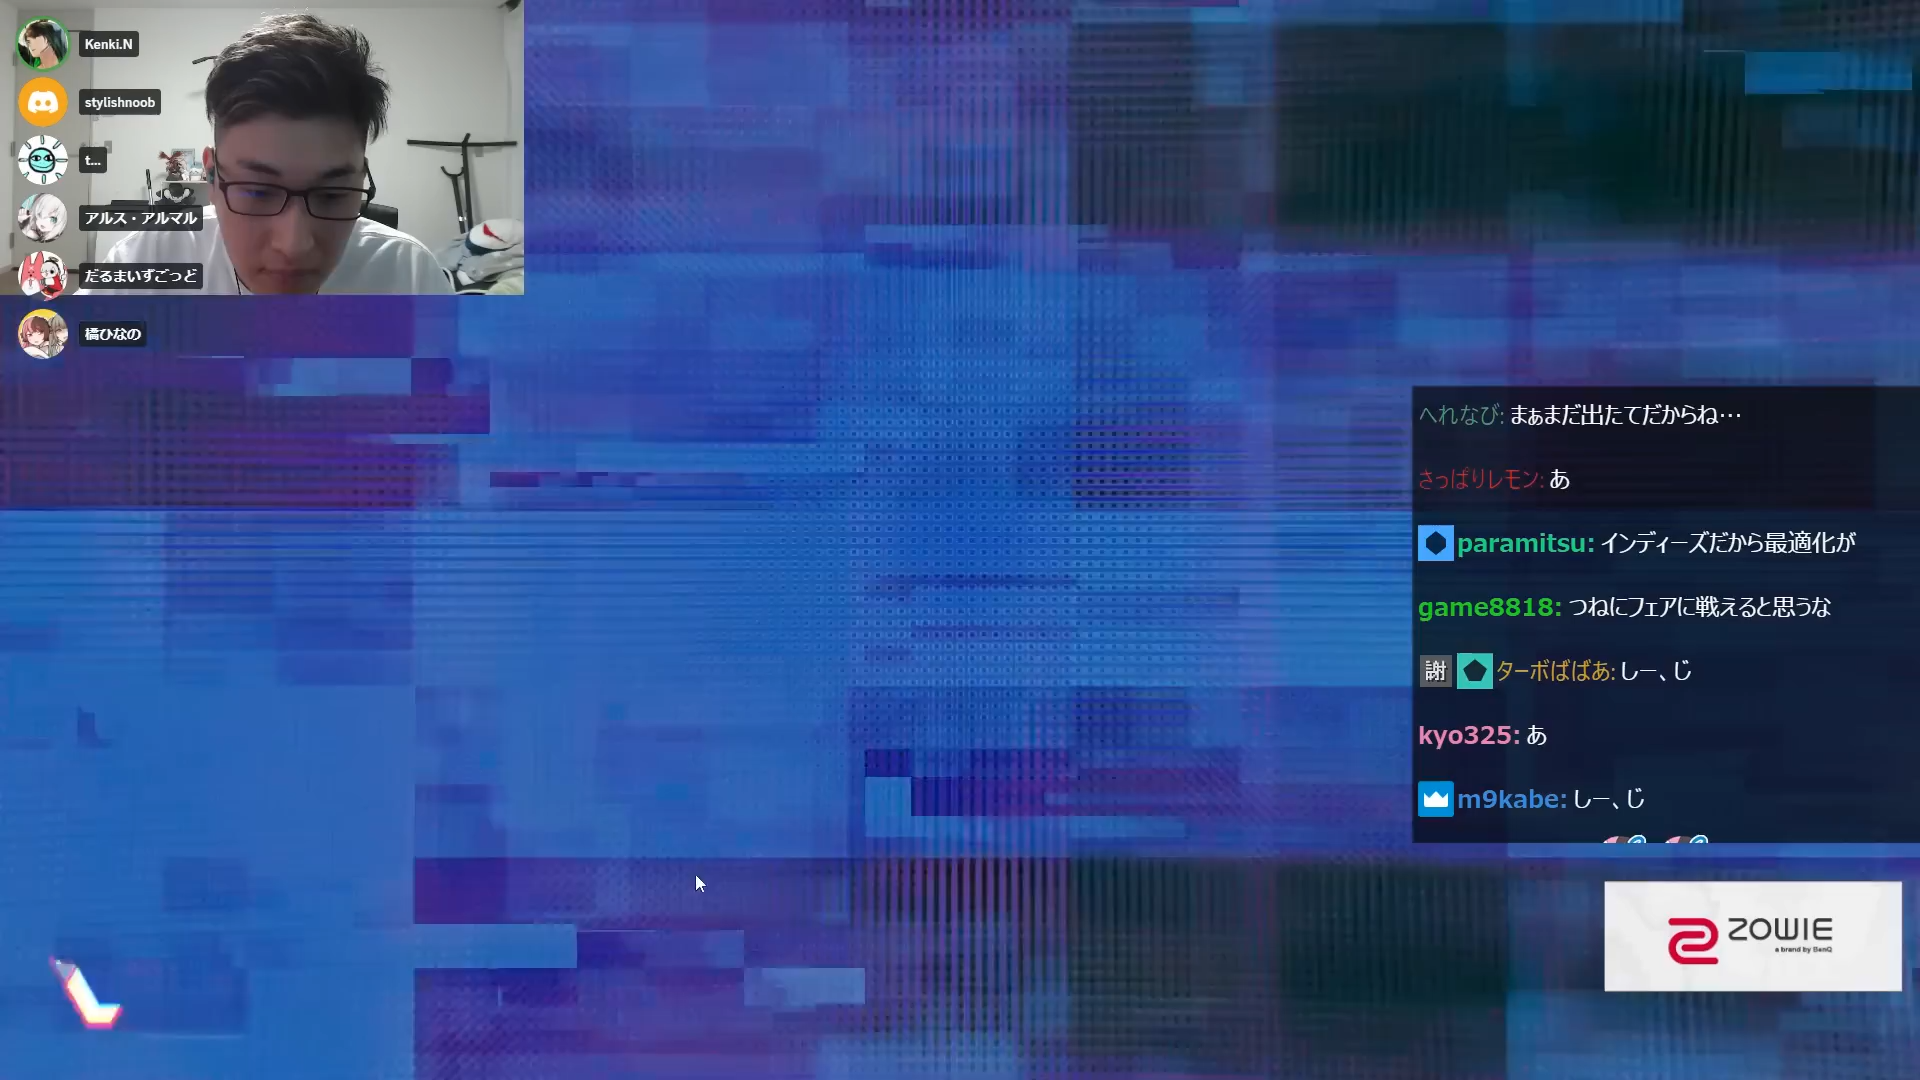 Kenki.N
stylishnoob
t...
アルス・アルマル
だるまいずごっど
橘ひなの
へれなび: まぁまだ出たてだからね…
さっぱりレモン: あ
paramitsu: インディーズだから最適化が
game8818: つねにフェアに戦えると思うな
謝 ターボばばあ: しー、じ
kyo325: あ
m9kabe: しー、じ
ZOWIE
a brand by BenQ